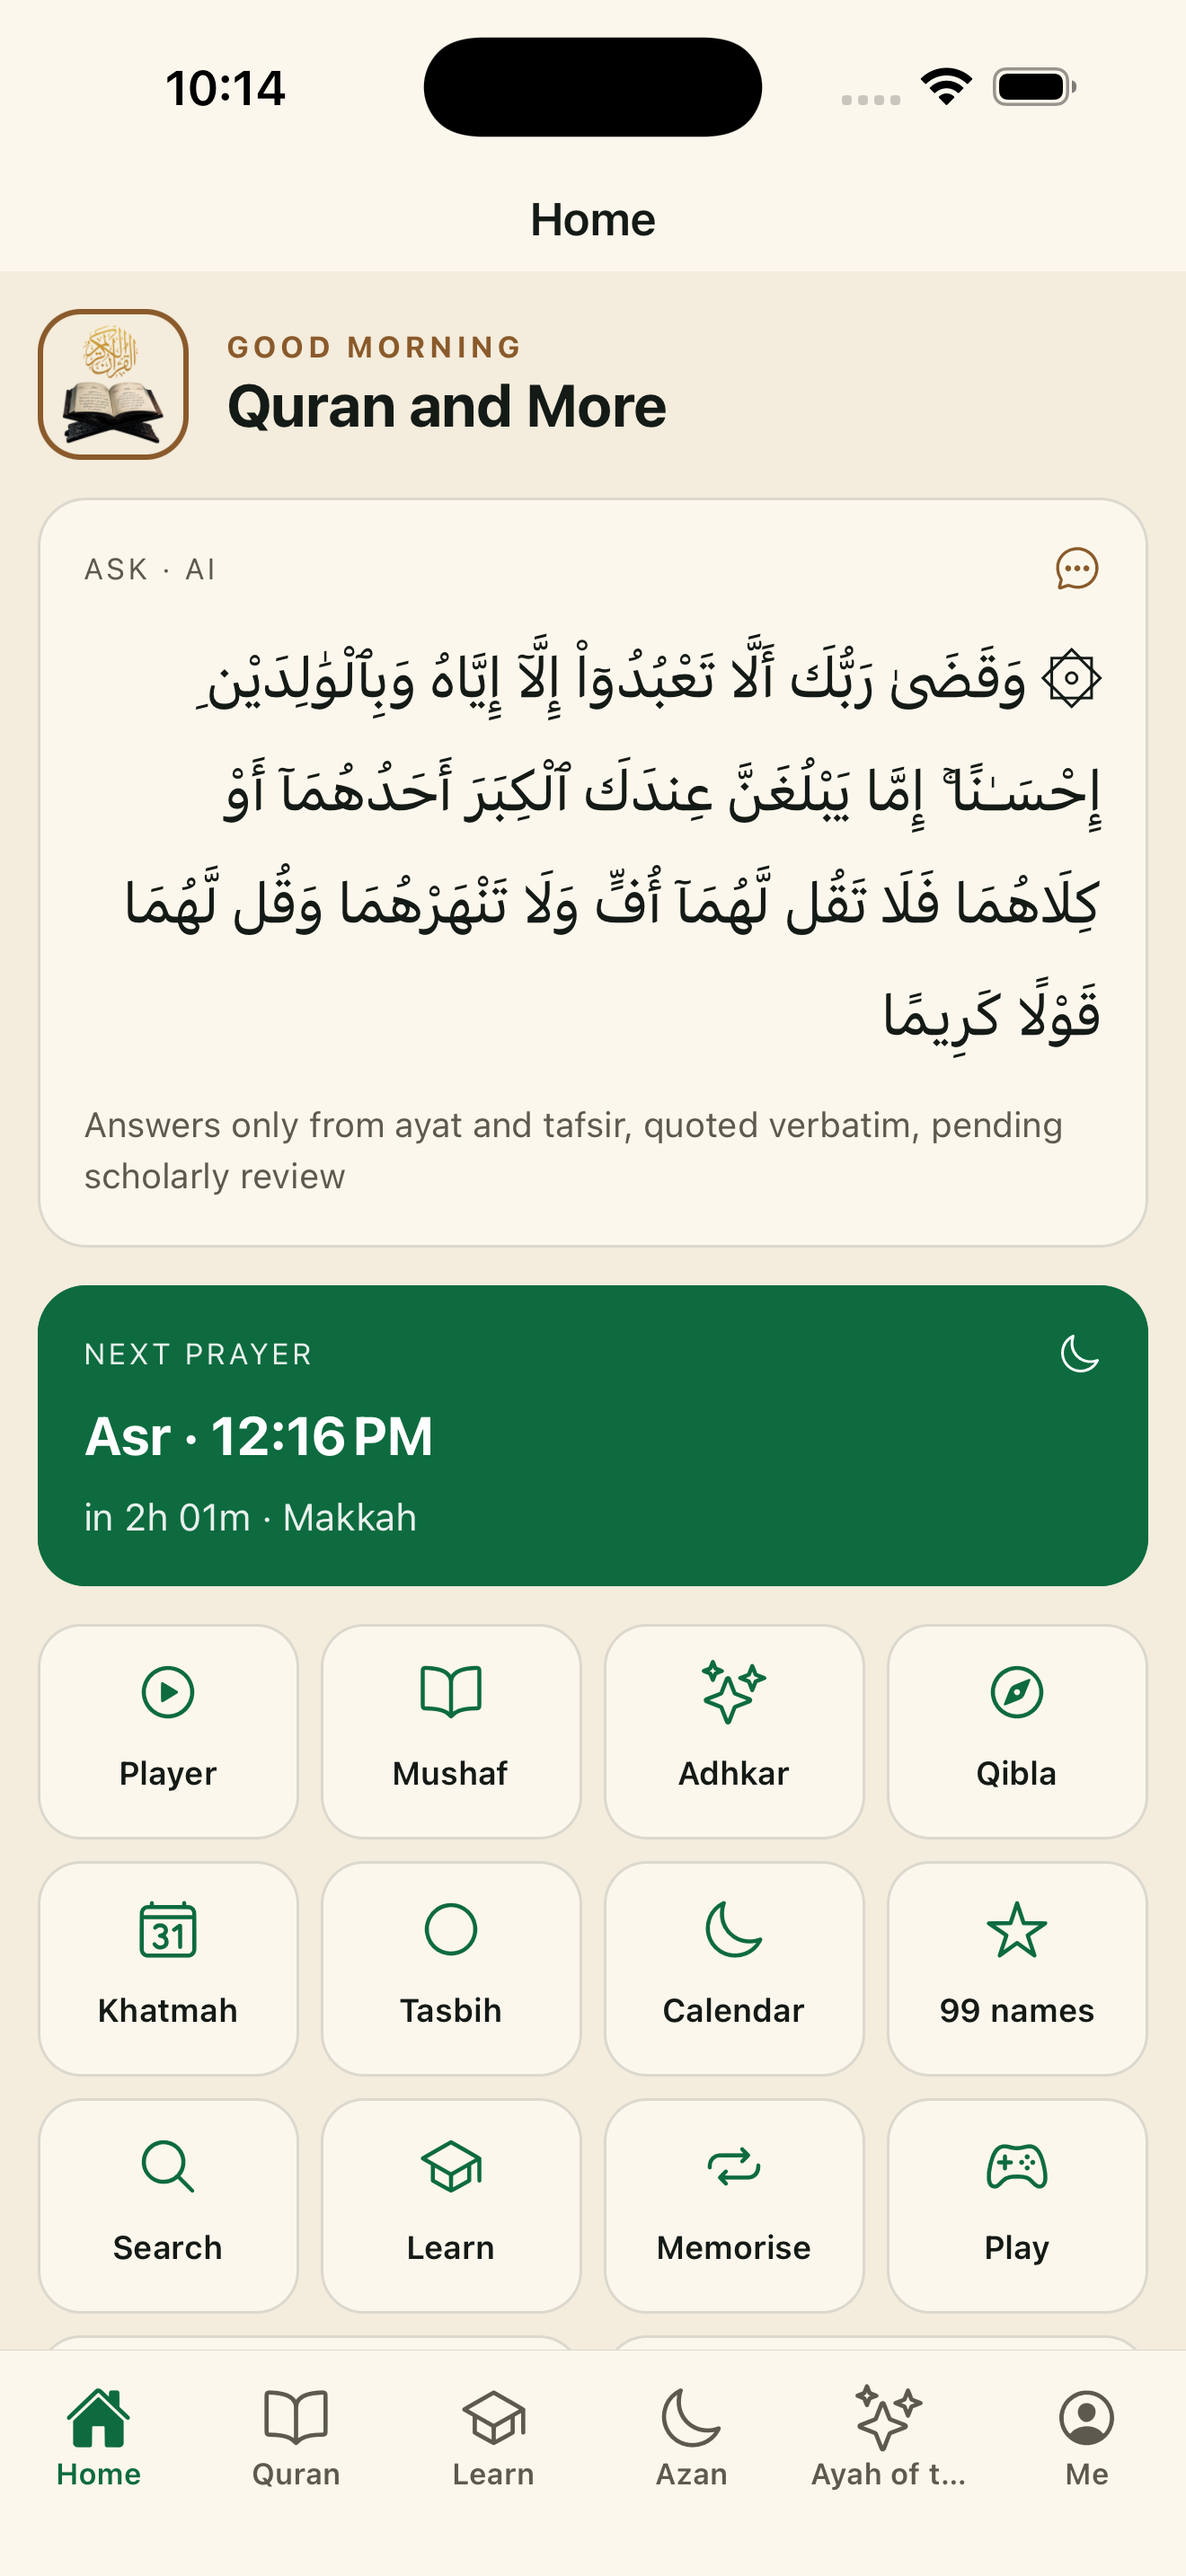 10:14
Home
GOOD MORNING
Quran and More
ASK · AI
۞ وَقَضَىٰ رَبُّكَ أَلَّا تَعْبُدُوٓا۟ إِلَّآ إِيَّاهُ وَبِٱلْوَٰلِدَيْنِ
إِحْسَـٰنًا ۚ إِمَّا يَبْلُغَنَّ عِندَكَ ٱلْكِبَرَ أَحَدُهُمَآ أَوْ
كِلَاهُمَا فَلَا تَقُل لَّهُمَآ أُفٍّ وَلَا تَنْهَرْهُمَا وَقُل لَّهُمَا
قَوْلًا كَرِيمًا
Answers only from ayat and tafsir, quoted verbatim, pending
scholarly review
NEXT PRAYER
Asr · 12:16 PM
in 2h 01m · Makkah
Player Mushaf Adhkar Qibla
31
Khatmah Tasbih Calendar 99 names
Search Learn Memorise Play
Home Quran Learn Azan Ayah of t... Me